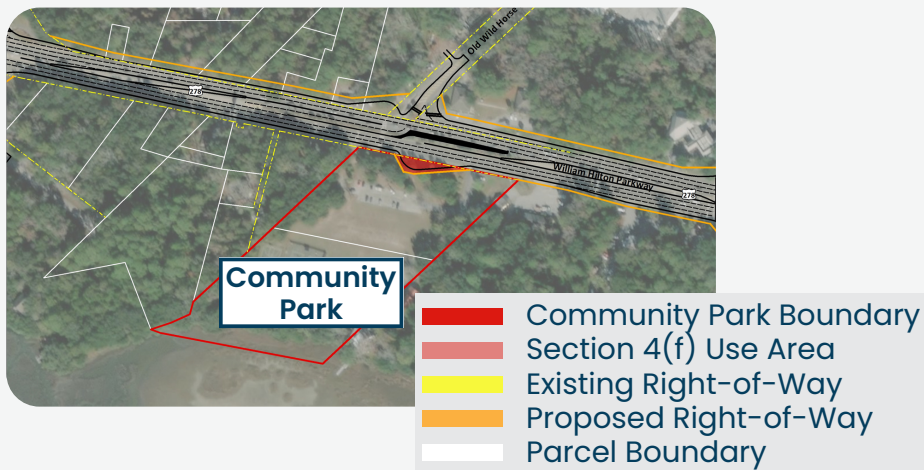 Old Wild Horse
278
William Hilton Parkway
278
Community
Park
Community Park Boundary
Section 4(f) Use Area
Existing Right-of-Way
Proposed Right-of-Way
Parcel Boundary